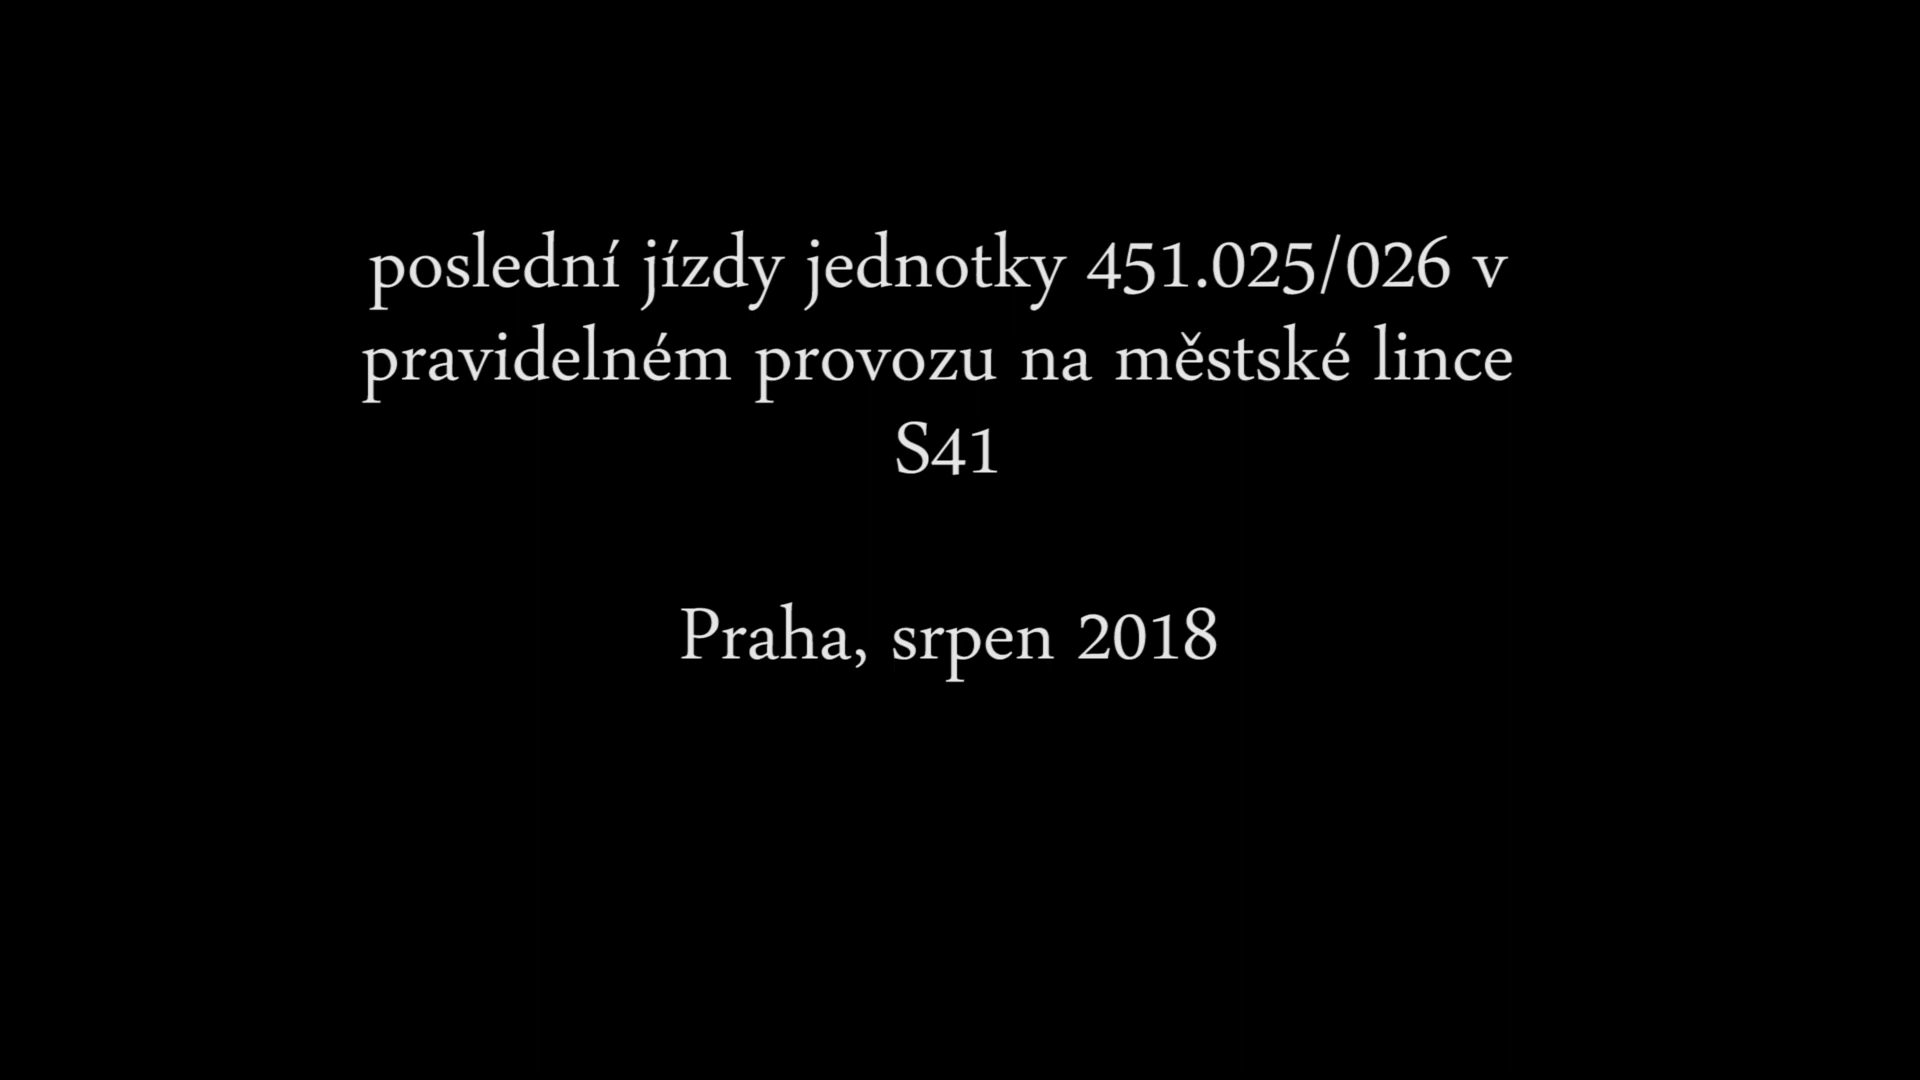 poslední jízdy jednotky 451.025/026 v
pravidelném provozu na městské lince
S41
Praha, srpen 2018